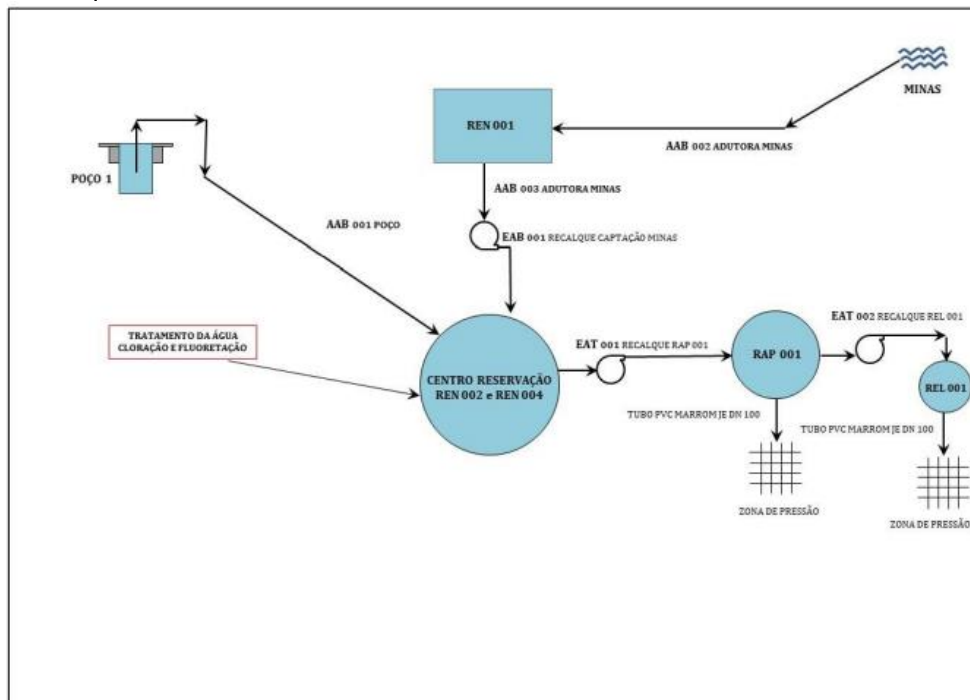 MINAS
REN 001
AAB 002 ADUTORA MINAS
POÇO 1
AAB 003 ADUTORA MINAS
AAB 001 POÇO
EAB 001 RECALQUE CAPTAÇÃO MINAS
TRATAMENTO DA ÁGUA
CLORAÇÃO E FLUORETAÇÃO
CENTRO RESERVAÇÃO
REN 002 e REN 004
EAT 001 RECALQUE RAP 001
RAP 001
EAT 002 RECALQUE REL 001
REL 001
TUBO PVC MARROM JE DN 100
ZONA DE PRESSÃO
TUBO PVC MARROM JE DN 100
ZONA DE PRESSÃO